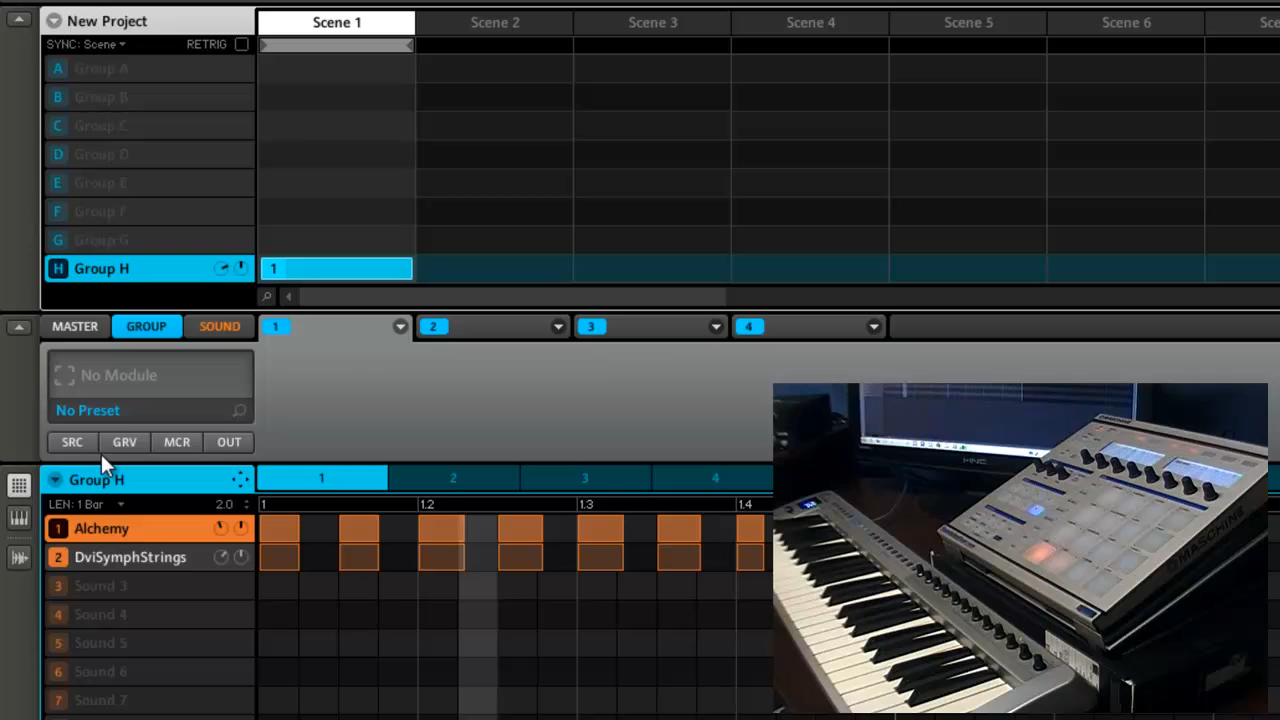 New Project
Scene 1
Scene 2
Scene 3
Scene 4
Scene 5
Scene 6
SYNC: Scene
RETRIG
A Group A
B Group B
C Group C
D Group D
E Group E
F Group F
G Group G
H Group H
1
MASTER
GROUP
SOUND
1
2
3
4
No Module
No Preset
SRC
GRV
MCR
OUT
Group H
1
2
3
4
LEN: 1 Bar
2.0
1
1.2
1.3
1.4
1 Alchemy
2 DviSymphStrings
3 Sound 3
4 Sound 4
5 Sound 5
6 Sound 6
7 Sound 7
MASCHINE